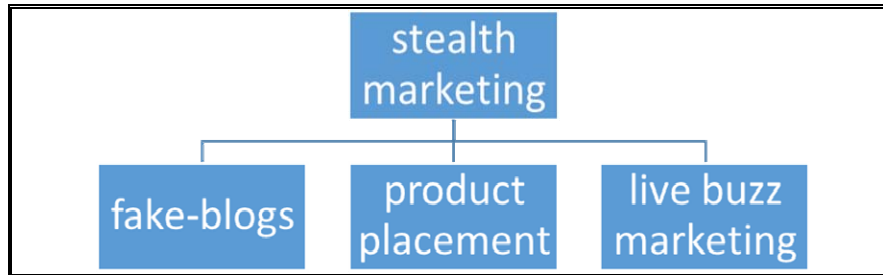 stealth
marketing
fake-blogs
product
placement
live buzz
marketing